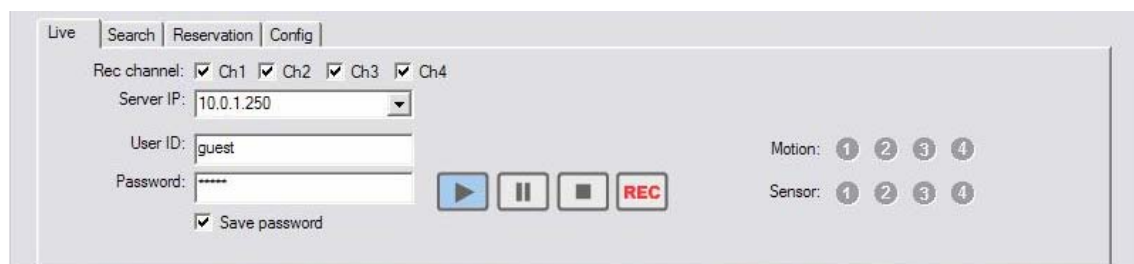 Live Search Reservation Config
Rec channel: Ch1 Ch2 Ch3 Ch4
Server IP: 10.0.1.250
User ID: guest
Motion: 1 2 3 4
Password: *****
REC
Sensor: 1 2 3 4
Save password